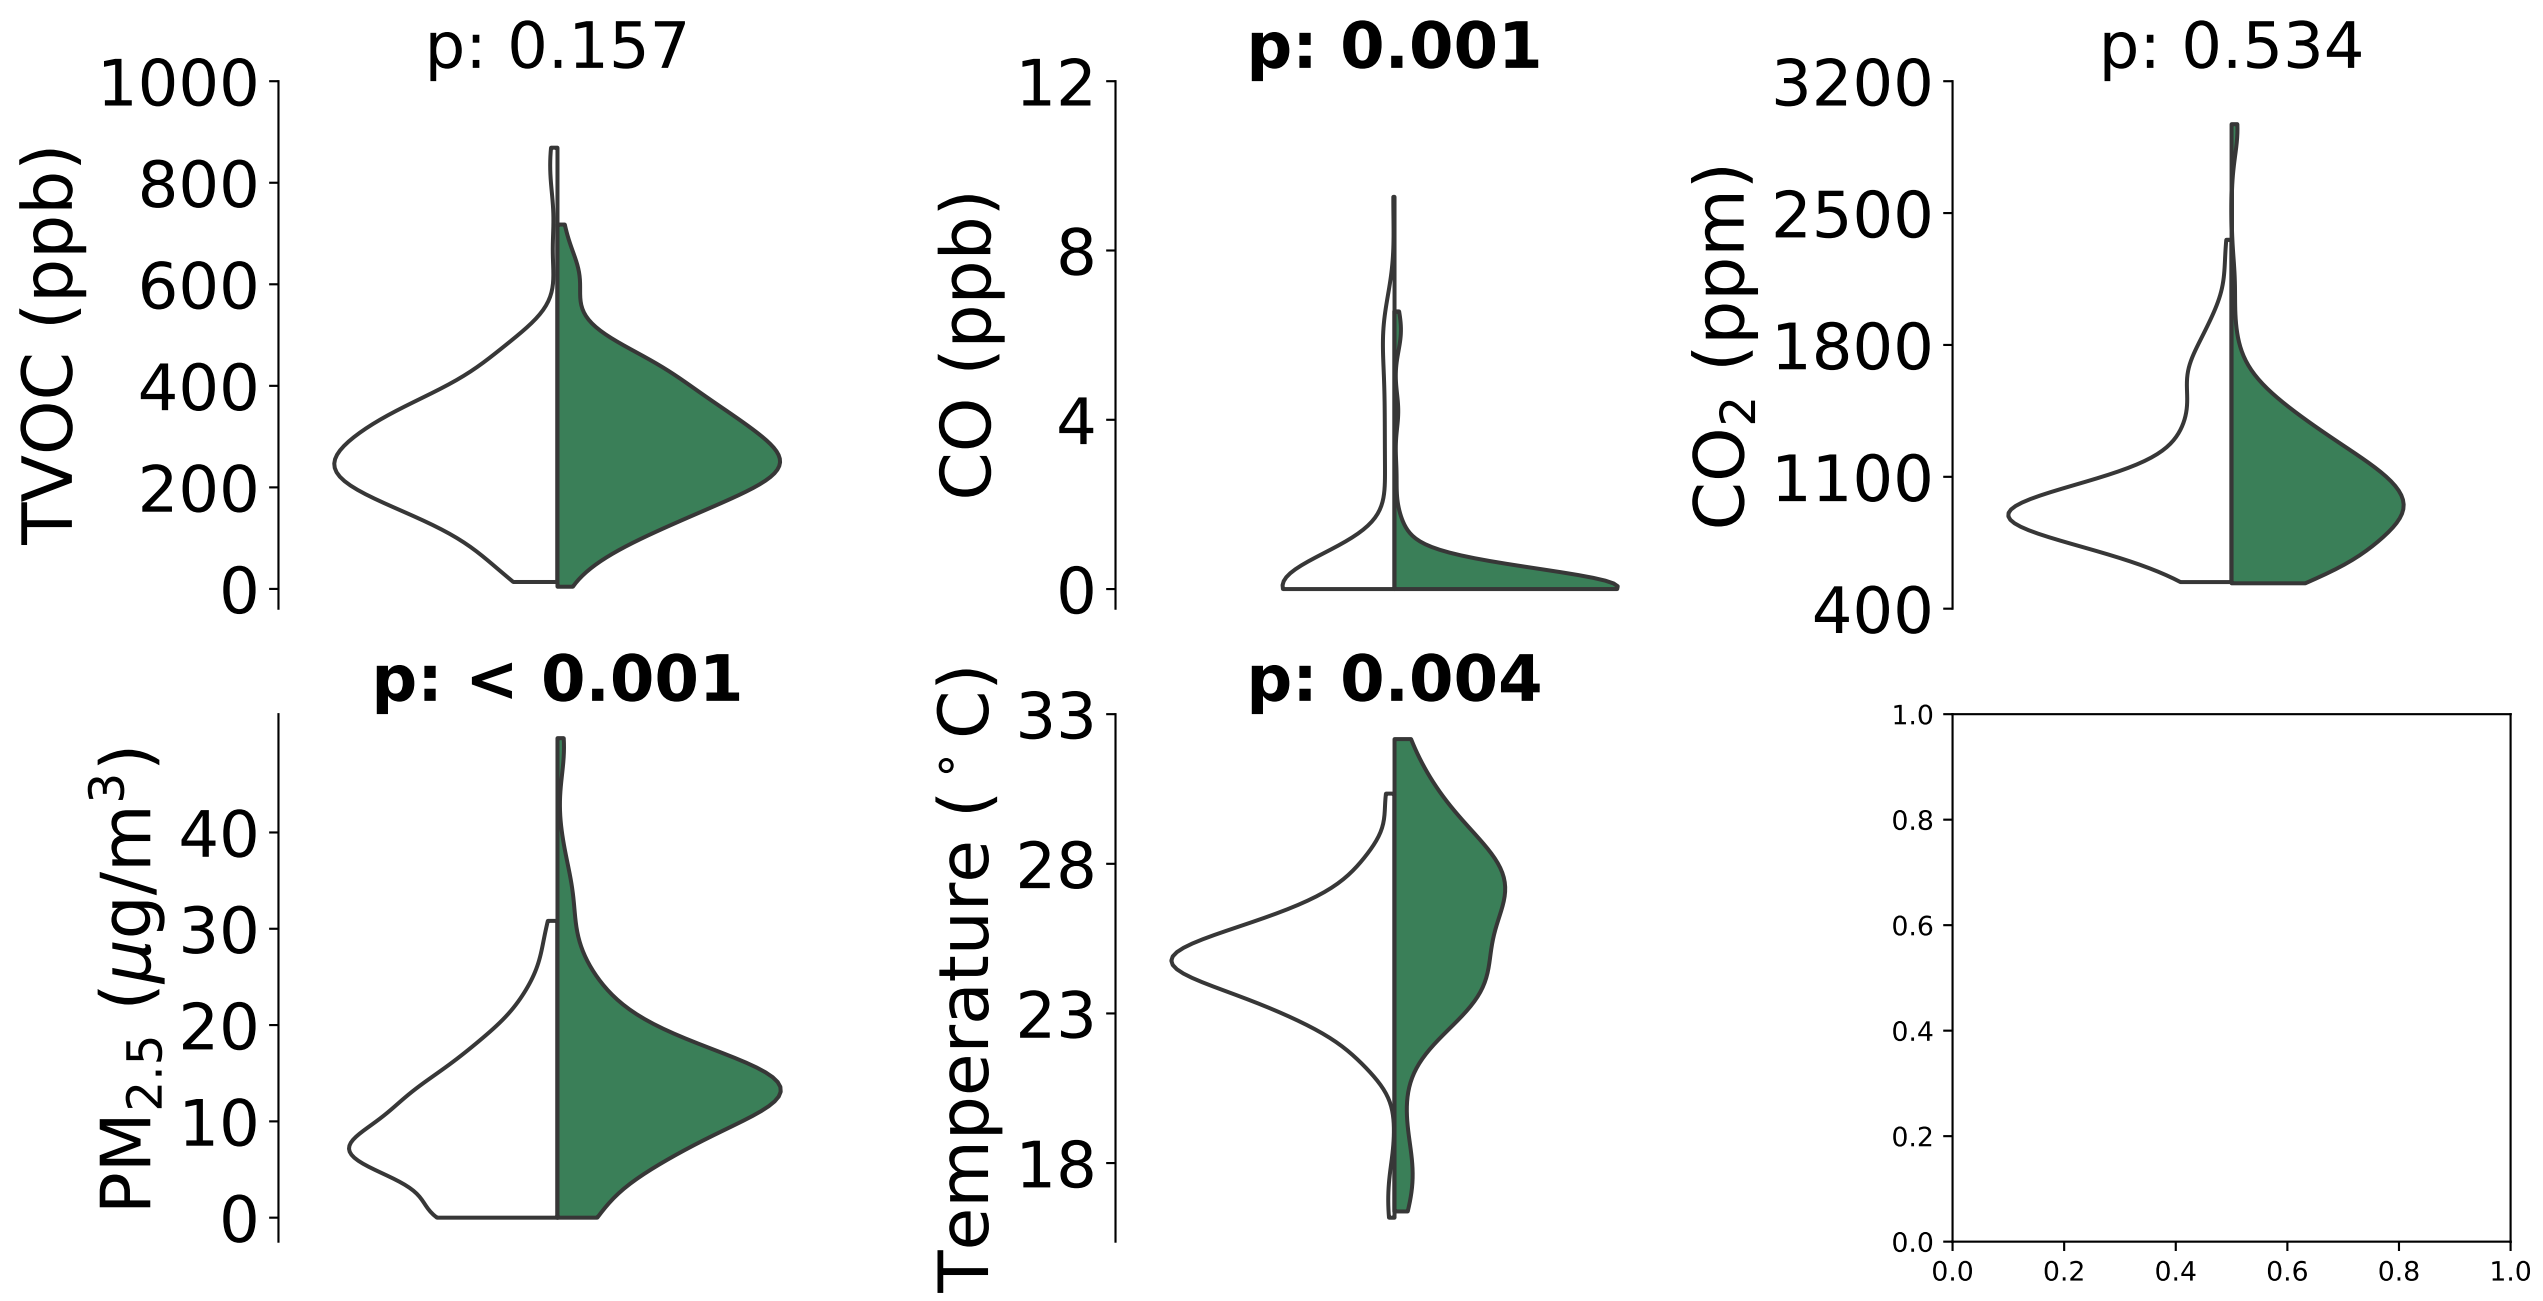 p: 0.157
TVOC (ppb)
1000
800
600
400
200
0
p: 0.001
CO (ppb)
12
8
4
0
p: 0.534
CO₂ (ppm)
3200
2500
1800
1100
400
p: < 0.001
PM₂.₅ (μg/m³)
40
30
20
10
0
p: 0.004
Temperature (°C)
33
28
23
18
1.0
0.8
0.6
0.4
0.2
0.0
0.0 0.2 0.4 0.6 0.8 1.0